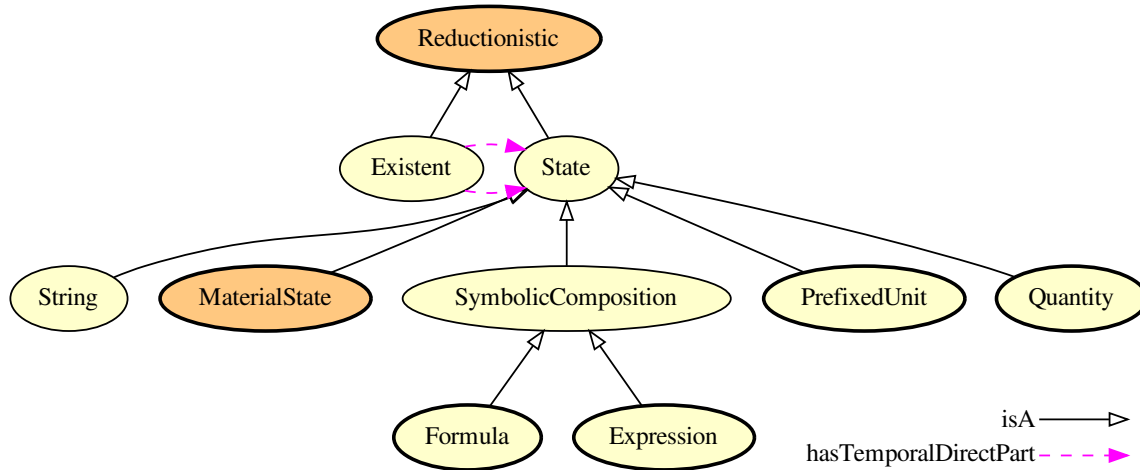 Reductionistic
Existent
State
String
MaterialState
SymbolicComposition
PrefixedUnit
Quantity
Formula
Expression
isA
hasTemporalDirectPart